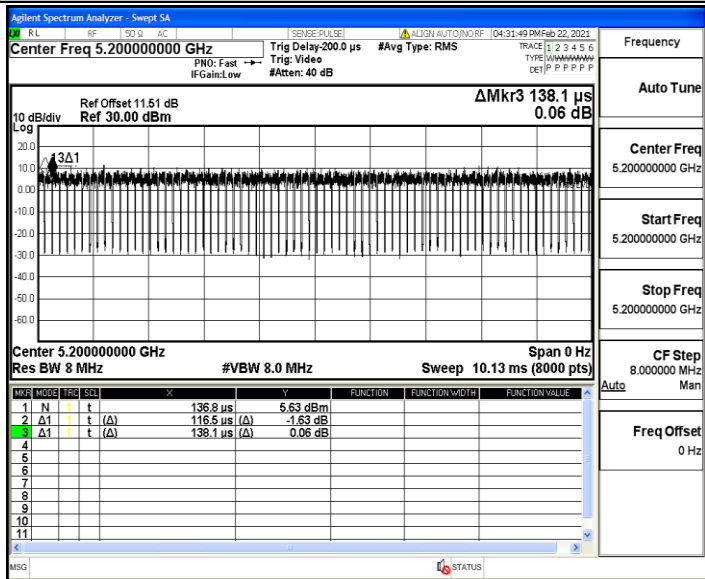 Agilent Spectrum Analyzer - Swept SA
RL RF 50 Ω AC SENSE:PULSE ALIGN AUTO/NO RF 04:31:49 PM Feb 22, 2021
Center Freq 5.200000000 GHz Trig Delay-200.0 µs #Avg Type: RMS TRACE 1 2 3 4 5 6
PNO: Fast Trig: Video TYPE
IFGain:Low #Atten: 40 dB DET P P P P P P
Frequency
Auto Tune
Center Freq
5.200000000 GHz
Start Freq
5.200000000 GHz
Stop Freq
5.200000000 GHz
CF Step
8.000000 MHz
Auto Man
Freq Offset
0 Hz
ΔMkr3 138.1 µs
0.06 dB
Ref Offset 11.51 dB
10 dB/div Ref 30.00 dBm
Log
20.0
10.0
0.00
-10.0
-20.0
-30.0
-40.0
-50.0
-60.0
3Δ1
Center 5.200000000 GHz Span 0 Hz
Res BW 8 MHz #VBW 8.0 MHz Sweep 10.13 ms (8000 pts)
MKR MODE TRC SCL X Y FUNCTION FUNCTION WIDTH FUNCTION VALUE
1 N 1 t 136.8 µs 5.63 dBm
2 Δ1 1 t (Δ) 116.5 µs (Δ) -1.63 dB
3 Δ1 1 t (Δ) 138.1 µs (Δ) 0.06 dB
4
5
6
7
8
9
10
11
MSG STATUS